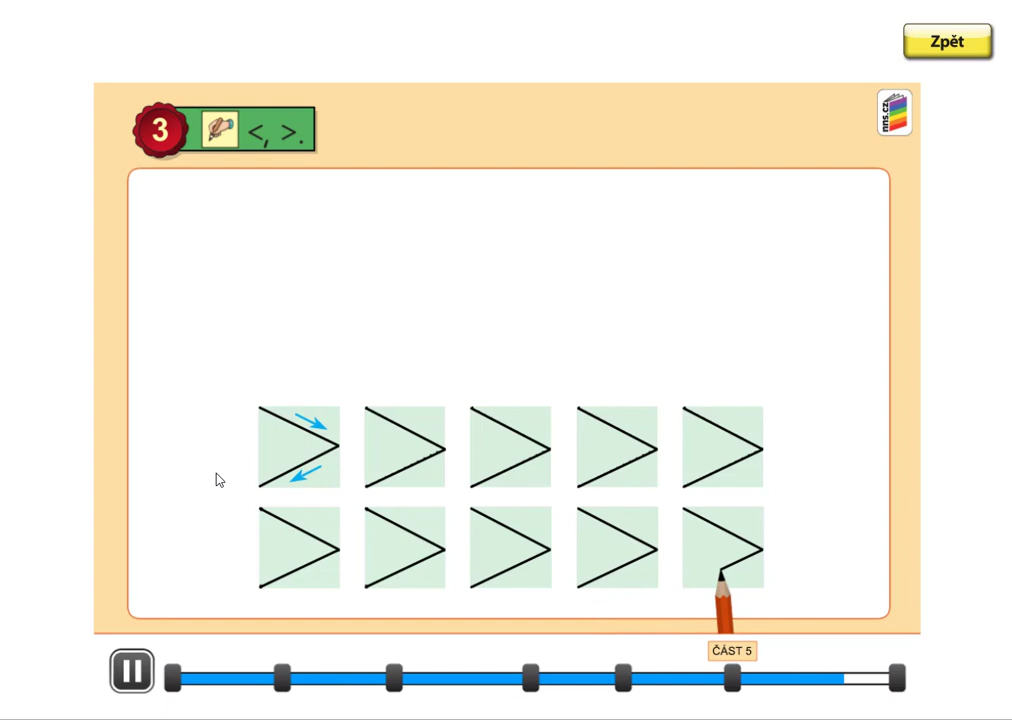 Zpět
3 <, >.
nns.cz
> > > > >
> > > > >
ČÁST 5